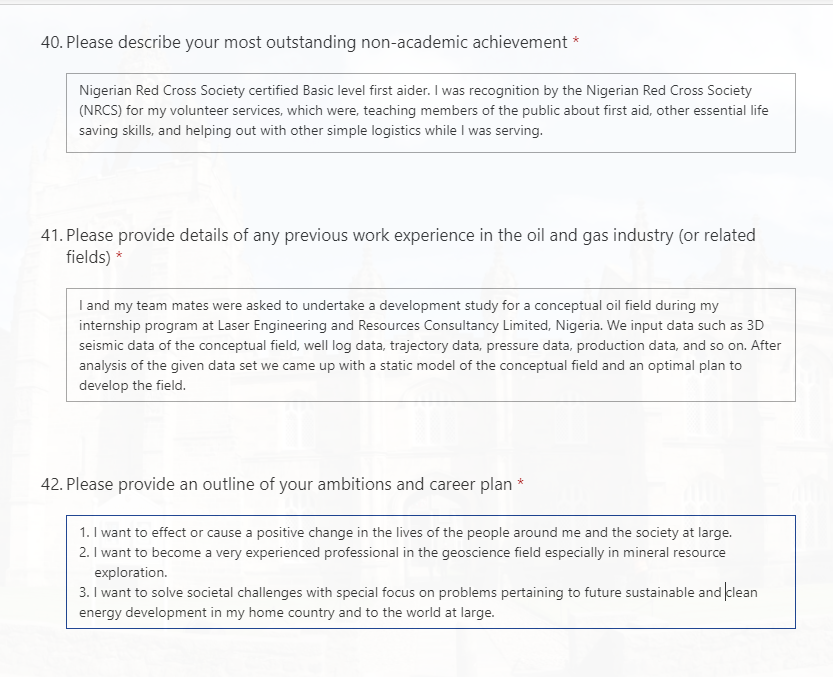 40. Please describe your most outstanding non-academic achievement *
Nigerian Red Cross Society certified Basic level first aider. I was recognition by the Nigerian Red Cross Society
(NRCS) for my volunteer services, which were, teaching members of the public about first aid, other essential life
saving skills, and helping out with other simple logistics while I was serving.
41. Please provide details of any previous work experience in the oil and gas industry (or related
fields) *
I and my team mates were asked to undertake a development study for a conceptual oil field during my
internship program at Laser Engineering and Resources Consultancy Limited, Nigeria. We input data such as 3D
seismic data of the conceptual field, well log data, trajectory data, pressure data, production data, and so on. After
analysis of the given data set we came up with a static model of the conceptual field and an optimal plan to
develop the field.
42. Please provide an outline of your ambitions and career plan *
1. I want to effect or cause a positive change in the lives of the people around me and the society at large.
2. I want to become a very experienced professional in the geoscience field especially in mineral resource
exploration.
3. I want to solve societal challenges with special focus on problems pertaining to future sustainable and clean
energy development in my home country and to the world at large.